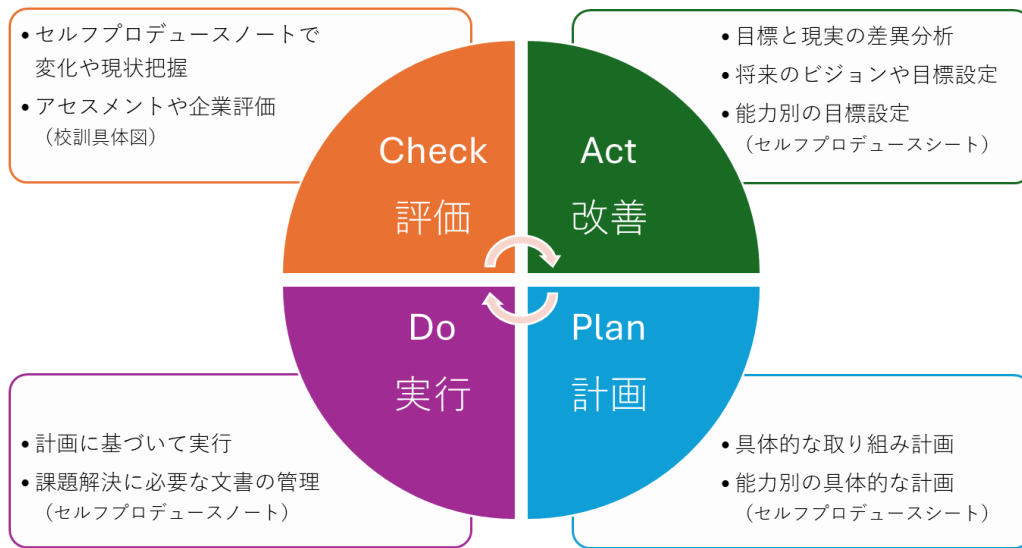 • セルフプロデュースノートで
変化や現状把握
• アセスメントや企業評価
（校訓具体図）
• 目標と現実の差異分析
• 将来のビジョンや目標設定
• 能力別の目標設定
（セルフプロデュースシート）
Check
評価
Act
改善
Do
実行
Plan
計画
• 計画に基づいて実行
• 課題解決に必要な文書の管理
（セルフプロデュースノート）
• 具体的な取り組み計画
• 能力別の具体的な計画
（セルフプロデュースシート）